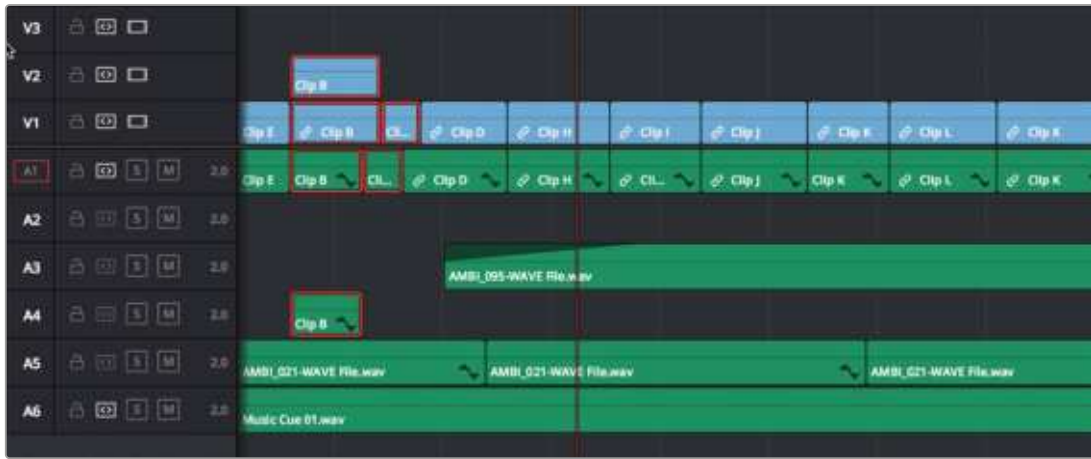 V3
V2
Clip B
V1
Clip E Clip B Cli... Clip D Clip H Clip I Clip J Clip K Clip L Clip K
A1 S M 2.0 Clip E Clip B Cli... Clip D Clip H Cli... Clip J Clip K Clip L Clip K
A2 S M 2.0
A3 S M 2.0 AMBI_095-WAVE File.wav
A4 S M 2.0 Clip B
A5 S M 2.0 AMBI_021-WAVE File.wav AMBI_021-WAVE File.wav AMBI_021-WAVE File.wav
A6 S M 2.0 Music Cue 01.wav